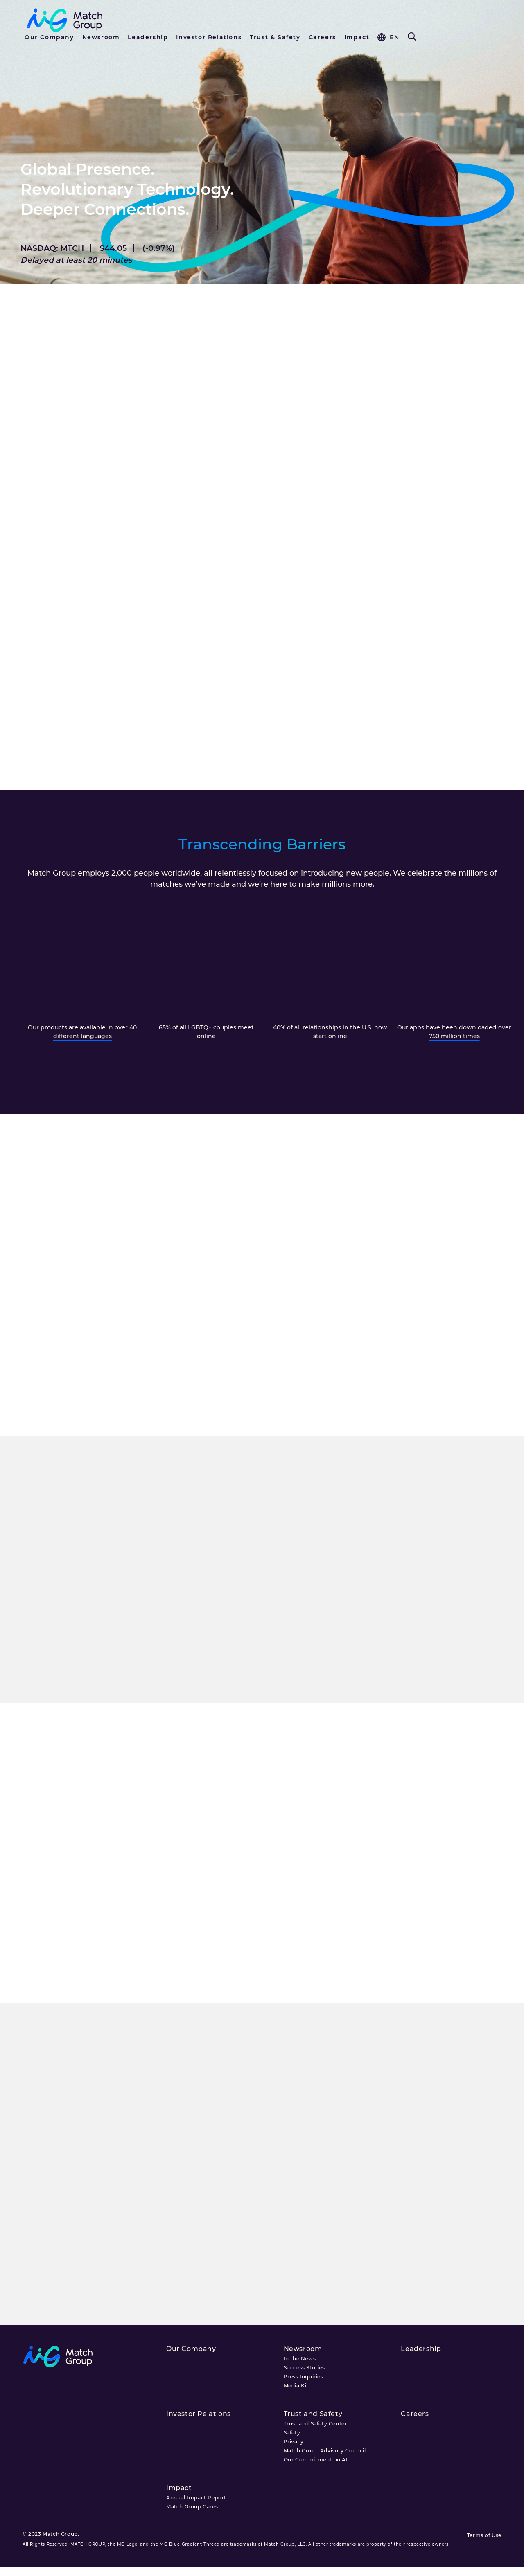 Match
Group
Our Company Newsroom Leadership Investor Relations Trust & Safety Careers Impact EN
Global Presence.
Revolutionary Technology.
Deeper Connections.
NASDAQ: MTCH | $44.05 | (-0.97%)
Delayed at least 20 minutes
Transcending Barriers
Match Group employs 2,000 people worldwide, all relentlessly focused on introducing new people. We celebrate the millions of
matches we’ve made and we’re here to make millions more.
Our products are available in over 40
different languages
65% of all LGBTQ+ couples meet
online
40% of all relationships in the U.S. now
start online
Our apps have been downloaded over
750 million times
Match
Group
Our Company
Newsroom
In the News
Success Stories
Press Inquiries
Media Kit
Leadership
Investor Relations
Trust and Safety
Trust and Safety Center
Safety
Privacy
Match Group Advisory Council
Our Commitment on AI
Careers
Impact
Annual Impact Report
Match Group Cares
© 2023 Match Group.
Terms of Use
All Rights Reserved. MATCH GROUP, the MG Logo, and the MG Blue-Gradient Thread are trademarks of Match Group, LLC. All other trademarks are property of their respective owners.